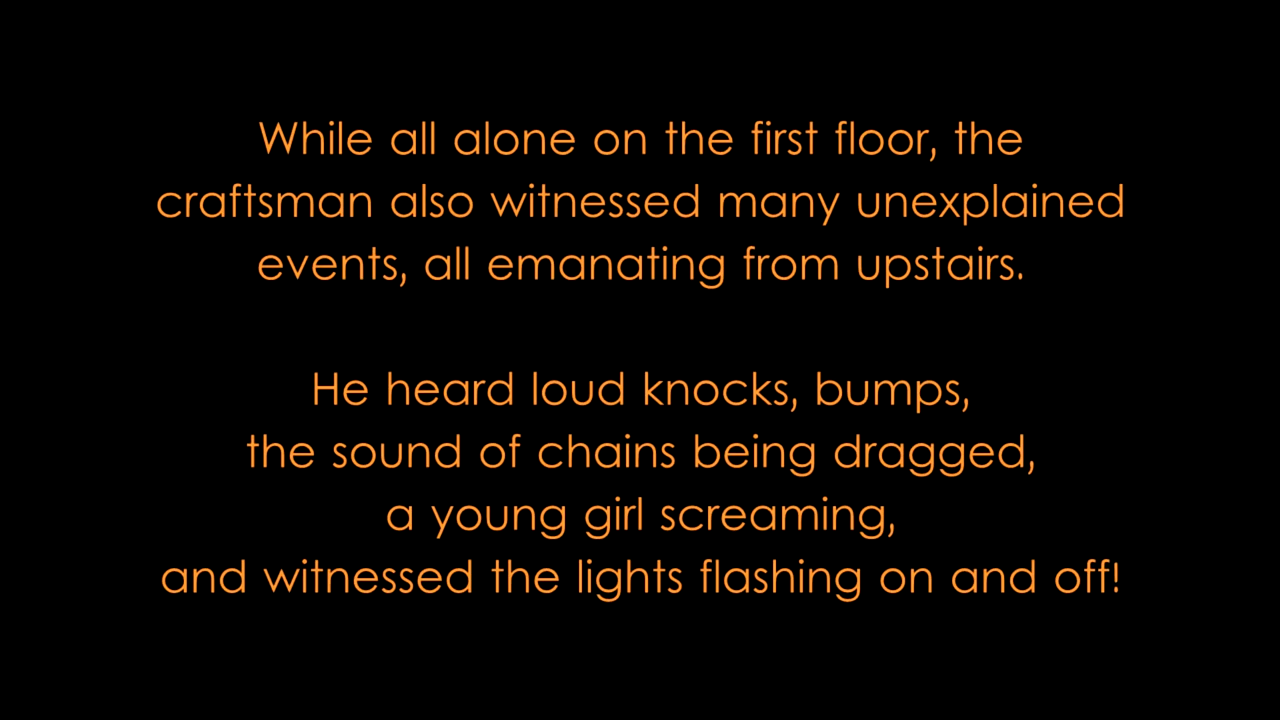 While all alone on the first floor, the
craftsman also witnessed many unexplained
events, all emanating from upstairs.
He heard loud knocks, bumps,
the sound of chains being dragged,
a young girl screaming,
and witnessed the lights flashing on and off!